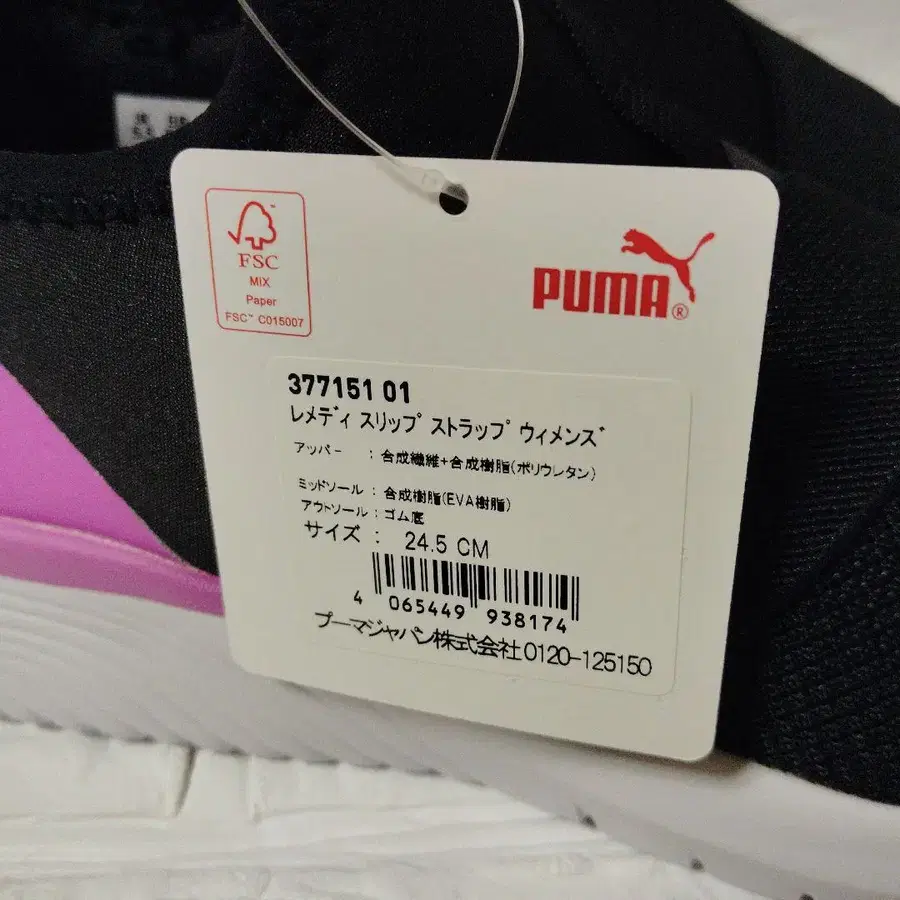 FSC
MIX
Paper
FSC™ C015007
PUMA®
377151 01
レメディ スリップ ストラップ ウィメンズ
アッパー : 合成繊維+合成樹脂(ポリウレタン)
ミッドソール : 合成樹脂(EVA樹脂)
アウトソール : ゴム底
サイズ : 24.5 CM
4 065449 938174
プーマジャパン株式会社 0120-125150